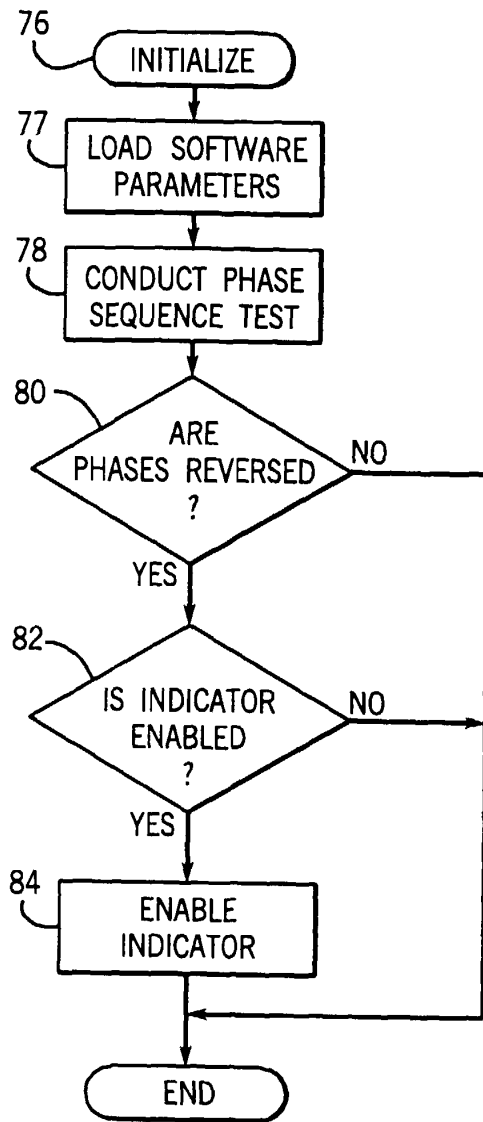 76
INITIALIZE
77
LOAD SOFTWARE
PARAMETERS
78
CONDUCT PHASE
SEQUENCE TEST
80
ARE
PHASES REVERSED
?
NO
YES
82
IS INDICATOR
ENABLED
?
NO
YES
84
ENABLE
INDICATOR
END